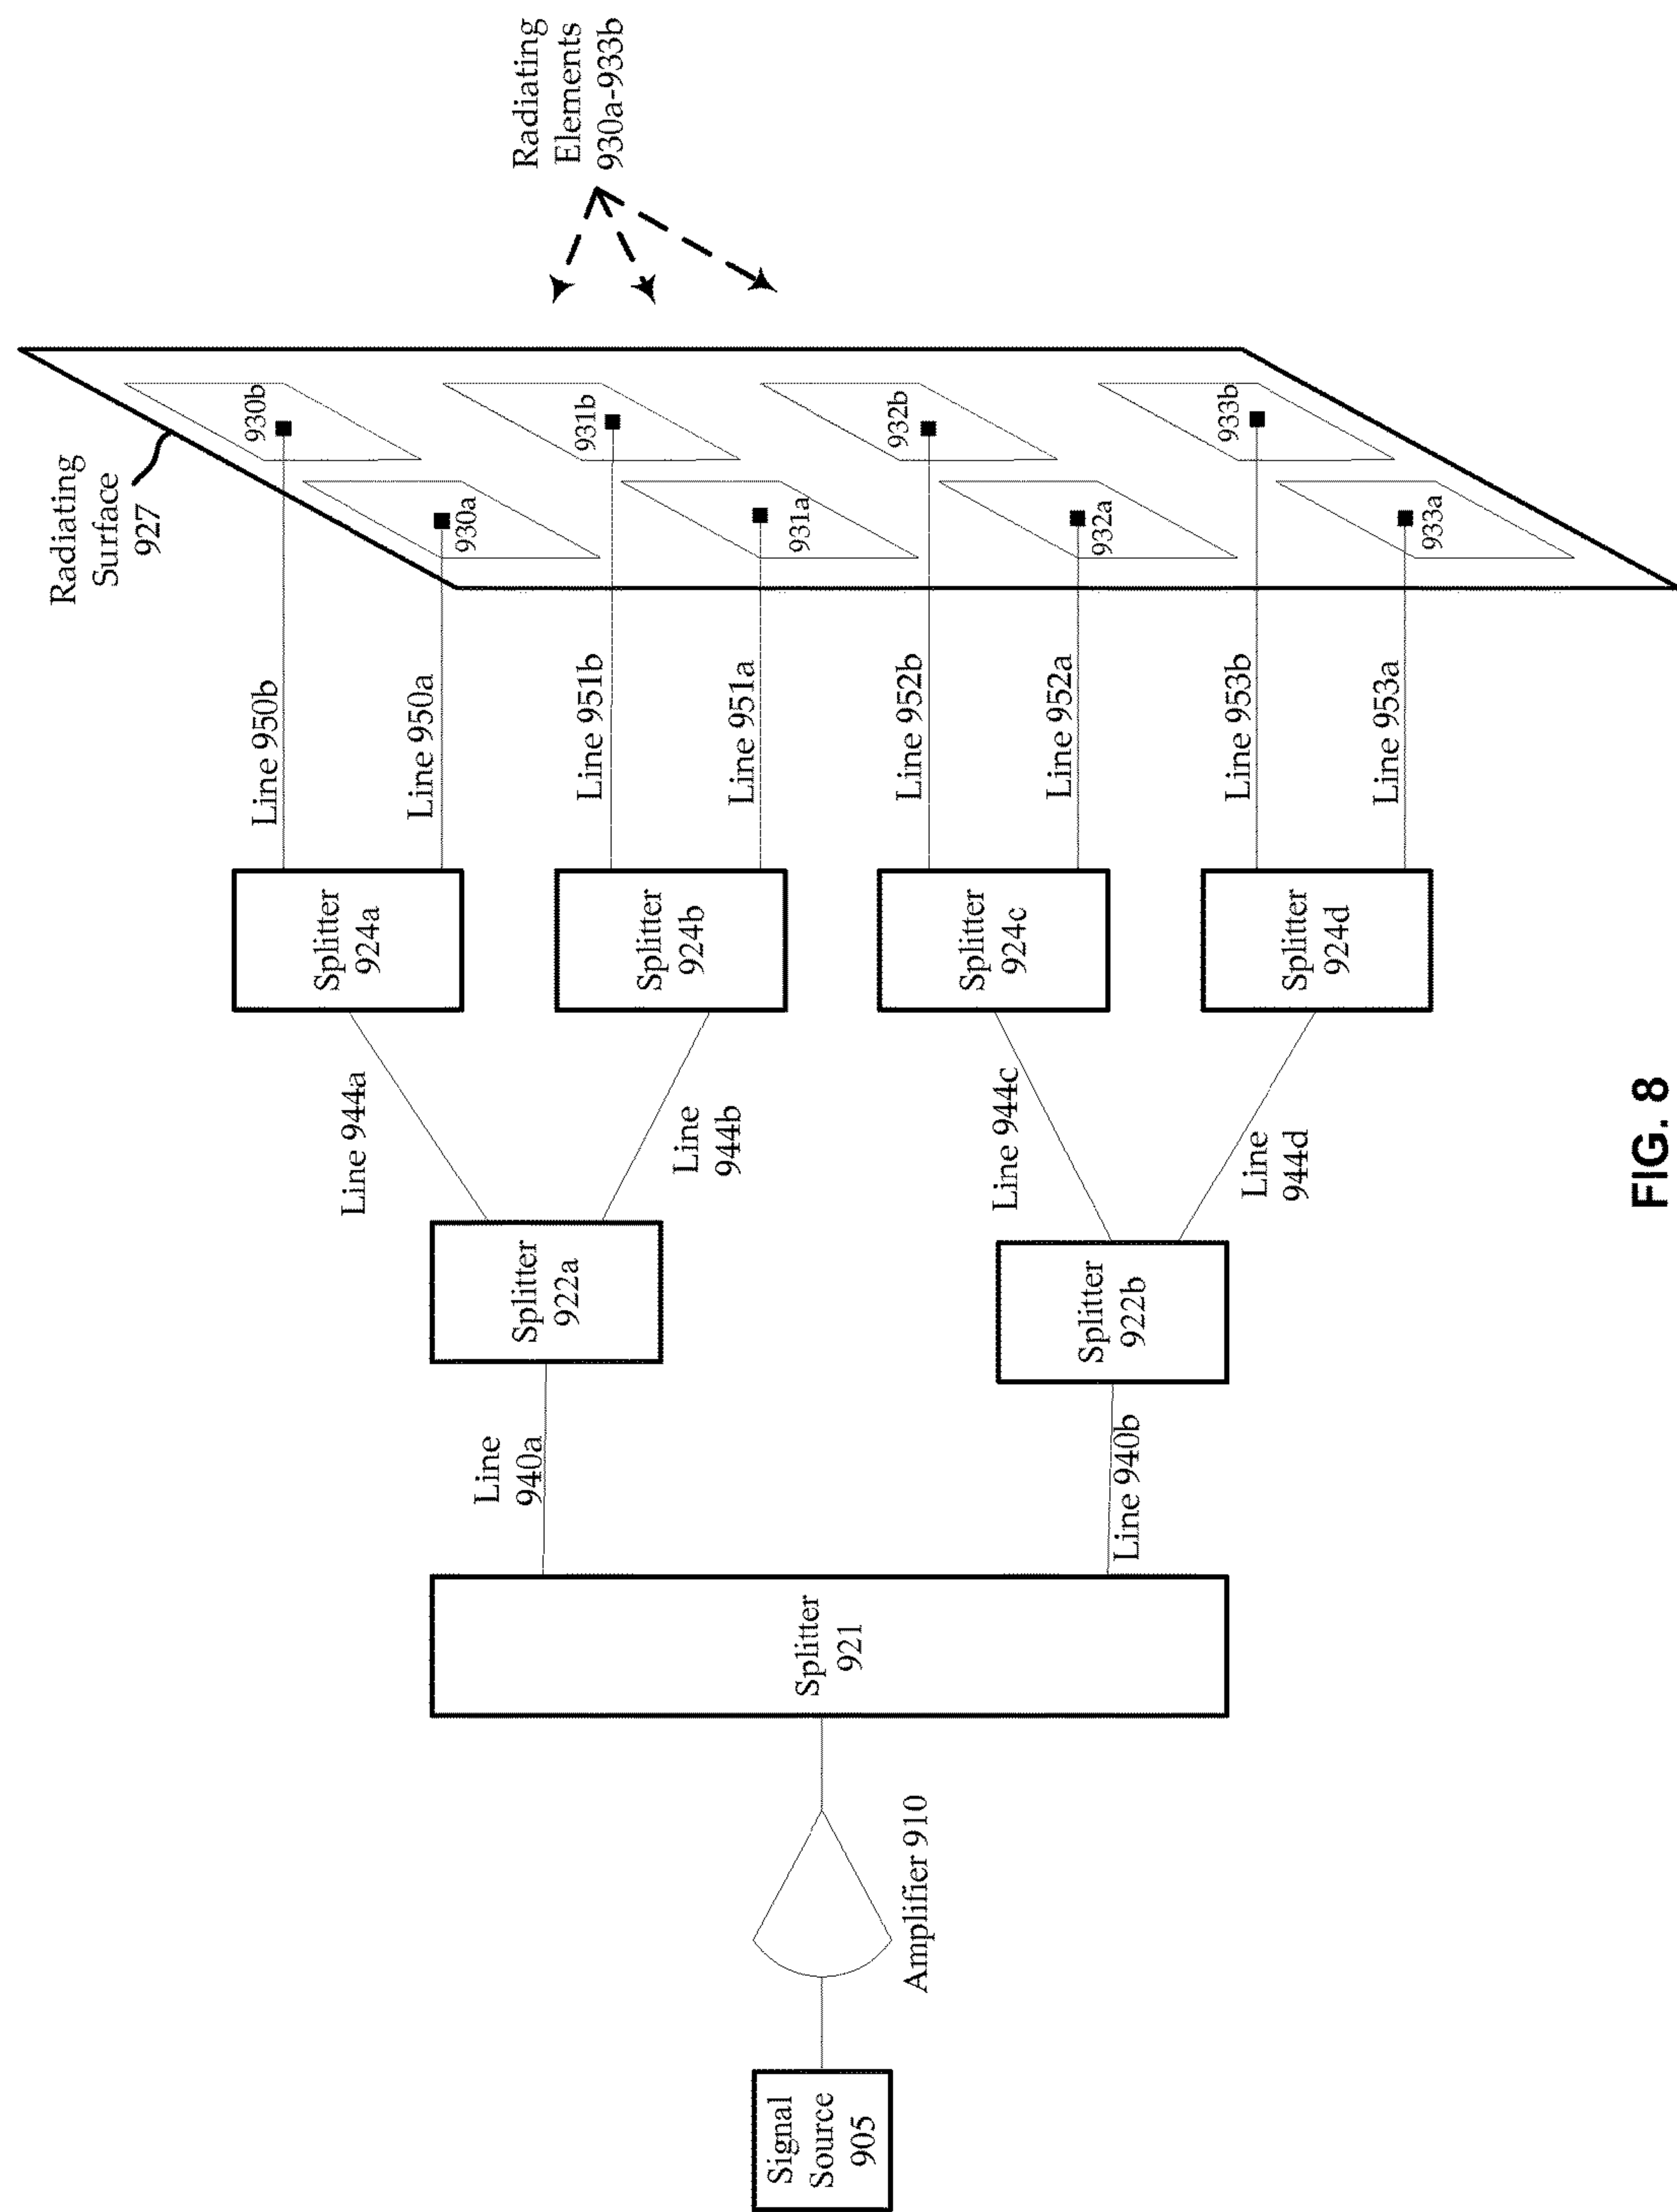 Signal
Source
905
Amplifier 910
Splitter
921
Line
940a
Line 940b
Splitter
922a
Splitter
922b
Line 944a
Line
944b
Line 944c
Line
944d
Splitter
924a
Splitter
924b
Splitter
924c
Splitter
924d
Line 950b
Line 950a
Line 951b
Line 951a
Line 952b
Line 952a
Line 953b
Line 953a
Radiating
Surface
927
930b
930a
931b
931a
932b
932a
933b
933a
Radiating
Elements
930a-933b
FIG. 8